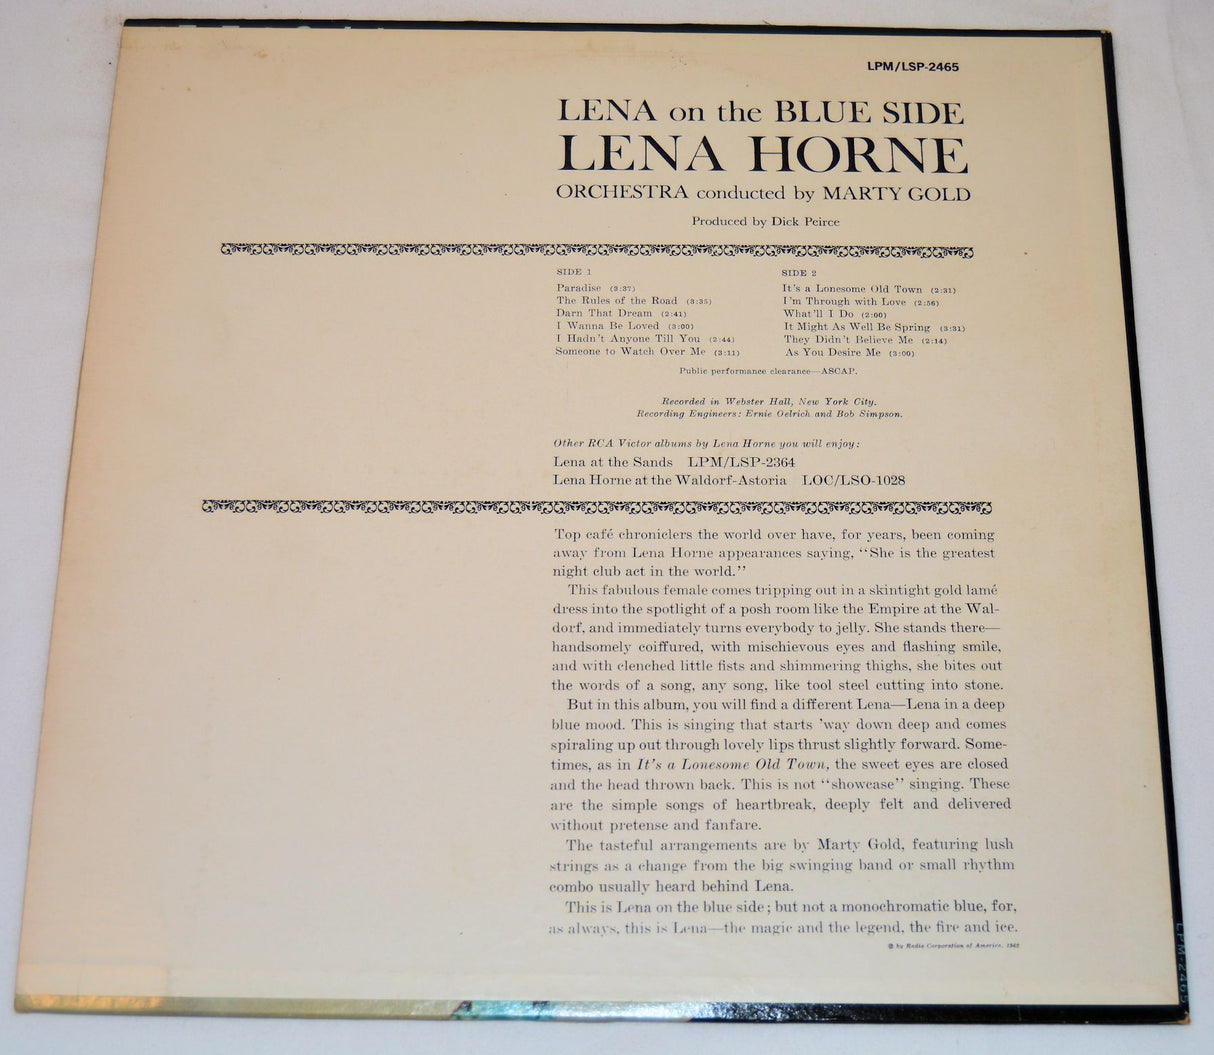 LPM/LSP-2465
LENA on the BLUE SIDE
LENA HORNE
ORCHESTRA conducted by MARTY GOLD
Produced by Dick Peirce
SIDE 1
Paradise (3:37)
The Rules of the Road (3:35)
Darn That Dream (2:41)
I Wanna Be Loved (3:00)
I Hadn't Anyone Till You (2:44)
Someone to Watch Over Me (3:11)
SIDE 2
It's a Lonesome Old Town (2:31)
I'm Through with Love (2:56)
What'll I Do (2:00)
It Might As Well Be Spring (3:31)
They Didn't Believe Me (2:14)
As You Desire Me (3:00)
Public performance clearance—ASCAP.
Recorded in Webster Hall, New York City.
Recording Engineers: Ernie Oelrich and Bob Simpson.
Other RCA Victor albums by Lena Horne you will enjoy:
Lena at the Sands LPM/LSP-2364
Lena Horne at the Waldorf-Astoria LOC/LSO-1028
Top café chroniclers the world over have, for years, been coming
away from Lena Horne appearances saying, "She is the greatest
night club act in the world."
This fabulous female comes tripping out in a skintight gold lamé
dress into the spotlight of a posh room like the Empire at the Wal-
dorf, and immediately turns everybody to jelly. She stands there—
handsomely coiffured, with mischievous eyes and flashing smile,
and with clenched little fists and shimmering thighs, she bites out
the words of a song, any song, like tool steel cutting into stone.
But in this album, you will find a different Lena—Lena in a deep
blue mood. This is singing that starts 'way down deep and comes
spiraling up out through lovely lips thrust slightly forward. Some-
times, as in It's a Lonesome Old Town, the sweet eyes are closed
and the head thrown back. This is not "showcase" singing. These
are the simple songs of heartbreak, deeply felt and delivered
without pretense and fanfare.
The tasteful arrangements are by Marty Gold, featuring lush
strings as a change from the big swinging band or small rhythm
combo usually heard behind Lena.
This is Lena on the blue side; but not a monochromatic blue, for,
as always, this is Lena—the magic and the legend, the fire and ice.
© by Radio Corporation of America, 1962
LPM-2465